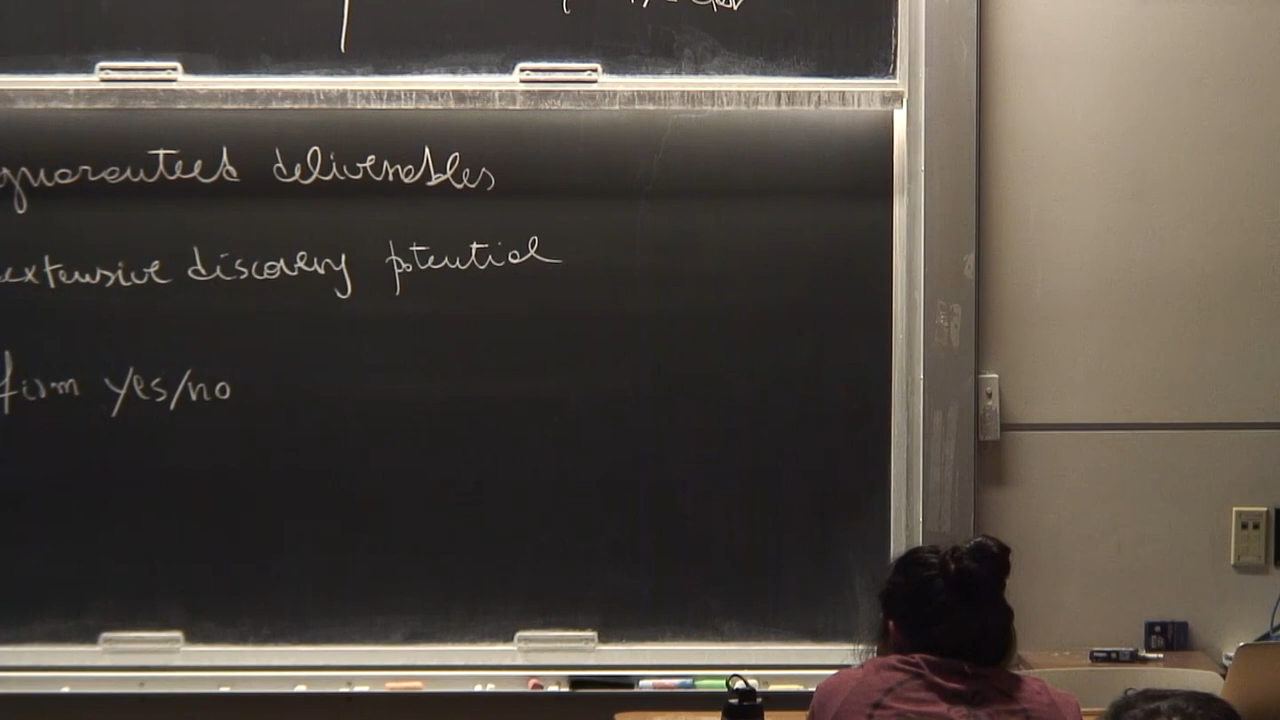 guaranteed deliverables
extensive discovery potential
firm yes/no